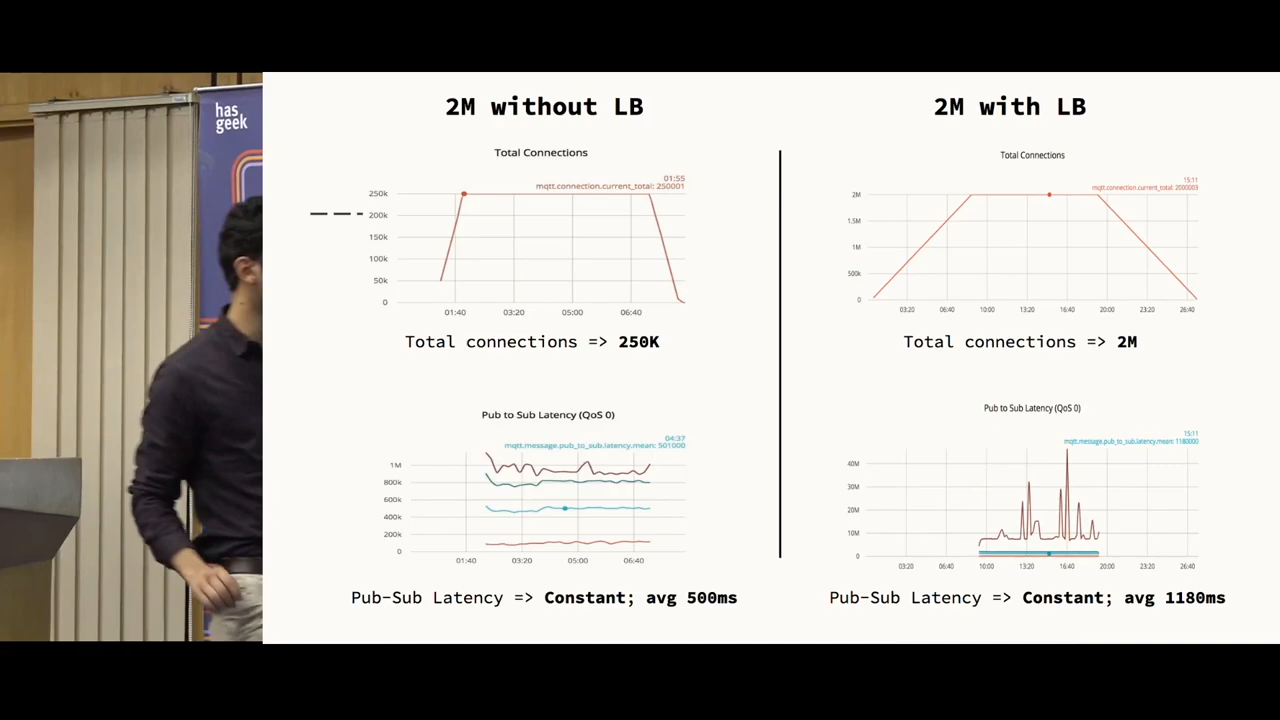 has
geek
2M without LB
Total Connections
01:55
mqtt.connection.current_total: 250001
250k
200k
150k
100k
50k
0
01:40 03:20 05:00 06:40
Total connections => 250K
Pub to Sub Latency (QoS 0)
04:37
mqtt.message.pub_to_sub.latency.mean: 501000
1M
800k
600k
400k
200k
0
01:40 03:20 05:00 06:40
Pub-Sub Latency => Constant; avg 500ms
2M with LB
Total Connections
15:11
mqtt.connection.current_total: 2000003
2M
1.5M
1M
500k
0
03:20 06:40 10:00 13:20 16:40 20:00 23:20 26:40
Total connections => 2M
Pub to Sub Latency (QoS 0)
15:11
mqtt.message.pub_to_sub.latency.mean: 1180000
40M
30M
20M
10M
0
03:20 06:40 10:00 13:20 16:40 20:00 23:20 26:40
Pub-Sub Latency => Constant; avg 1180ms